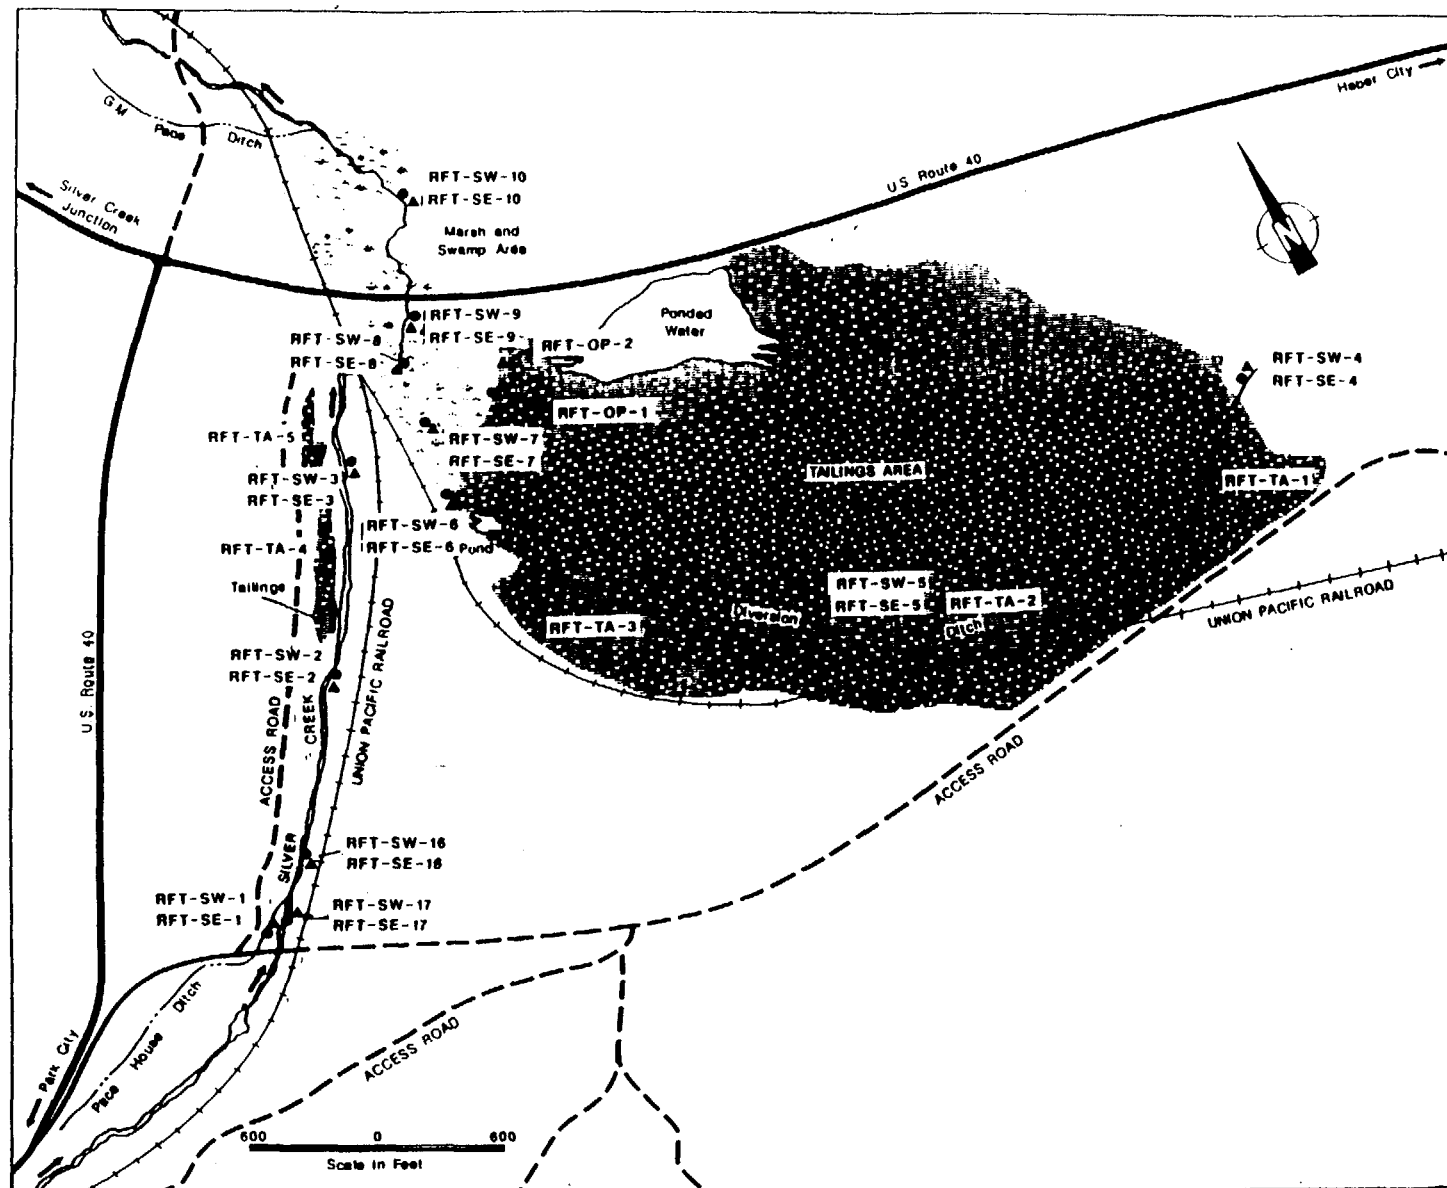 Heber City
GM Pace Ditch
U.S. Route 40
Silver Creek
Junction
RFT-SW-10
RFT-SE-10
Marsh and
Swamp Area
N
RFT-SW-9
RFT-SE-9
RFT-SW-8
RFT-SE-8
Ponded
Water
RFT-OP-2
RFT-SW-4
RFT-SE-4
RFT-OP-1
RFT-TA-5
RFT-SW-7
RFT-SE-7
TAILINGS AREA
RFT-TA-1
RFT-SW-3
RFT-SE-3
RFT-SW-6
RFT-SE-6
Pond
RFT-TA-4
Tailings
RFT-SW-5
RFT-SE-5
RFT-TA-2
Diversion Ditch
RFT-TA-3
UNION PACIFIC RAILROAD
RFT-SW-2
RFT-SE-2
U.S. Route 40
ACCESS ROAD
SILVER CREEK
UNION PACIFIC RAILROAD
ACCESS ROAD
RFT-SW-16
RFT-SE-16
RFT-SW-1
RFT-SE-1
RFT-SW-17
RFT-SE-17
Park City
Pace House Ditch
ACCESS ROAD
600 0 600
Scale in Feet